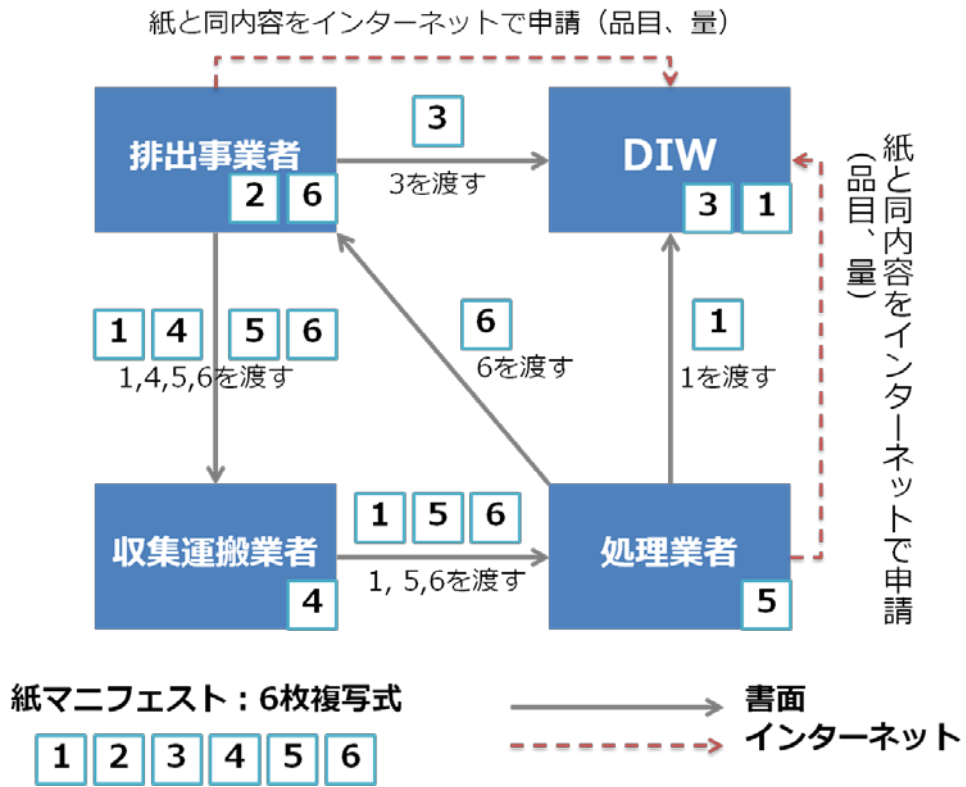 紙と同内容をインターネットで申請（品目、量）
排出事業者
2 6
3
3を渡す
DIW
3 1
紙と同内容をインターネットで申請
（品目、量）
1 4 5 6
1,4,5,6を渡す
6
6を渡す
1
1を渡す
収集運搬業者
4
1 5 6
1, 5,6を渡す
処理業者
5
紙マニフェスト：6枚複写式
1 2 3 4 5 6
書面
インターネット